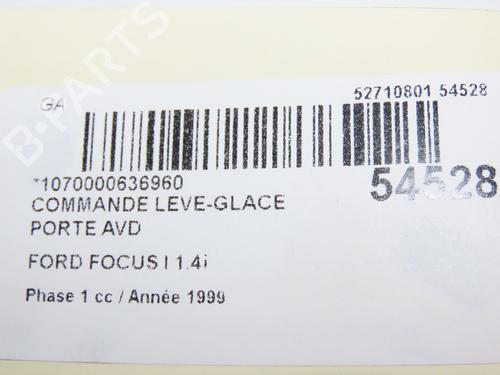 GA
52710801 54528
*1070000636960
54528
COMMANDE LEVE-GLACE
PORTE AVD
FORD FOCUS I 1.4i
Phase 1 cc / Année 1999
B-PARTS